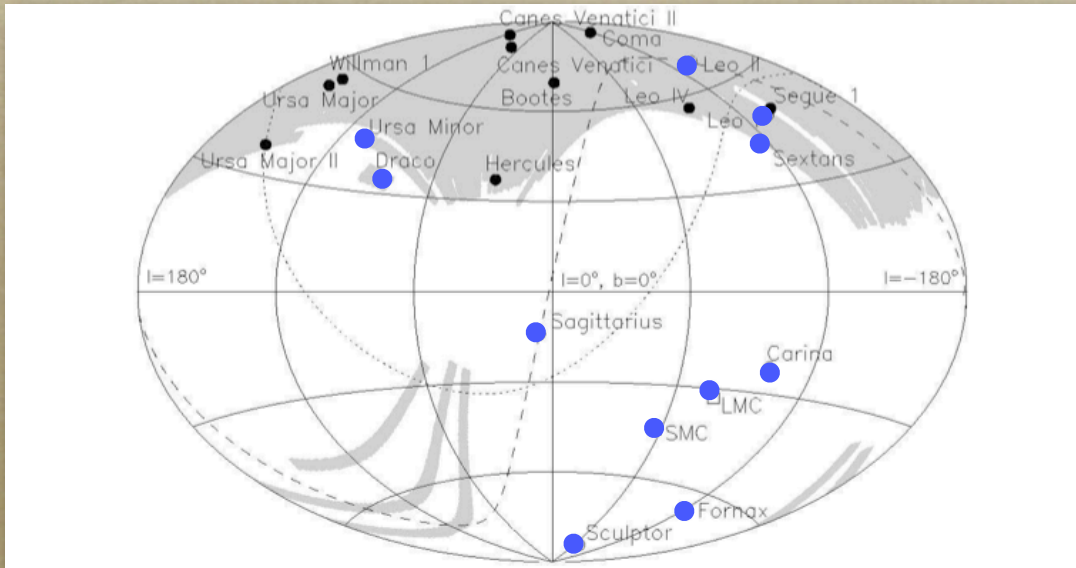 Canes Venatici II
Coma
Willman 1
Canes Venatici
Leo II
Ursa Major
Bootes
Leo IV
Segue 1
Leo
Ursa Minor
Ursa Major II
Draco
Hercules
Sextans
l=180°
l=0°, b=0°
l=-180°
Sagittarius
Carina
LMC
SMC
Fornax
Sculptor